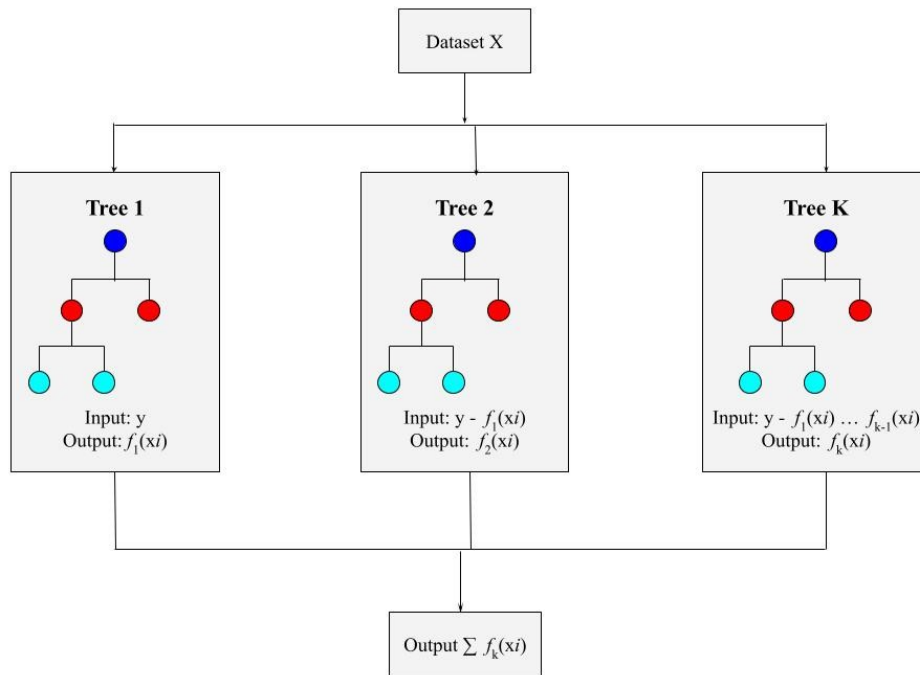 Dataset X
Tree 1
Input: y
Output: f₁(xi)
Tree 2
Input: y - f₁(xi)
Output: f₂(xi)
Tree K
Input: y - f₁(xi) … fₖ₋₁(xi)
Output: fₖ(xi)
Output ∑ fₖ(xi)